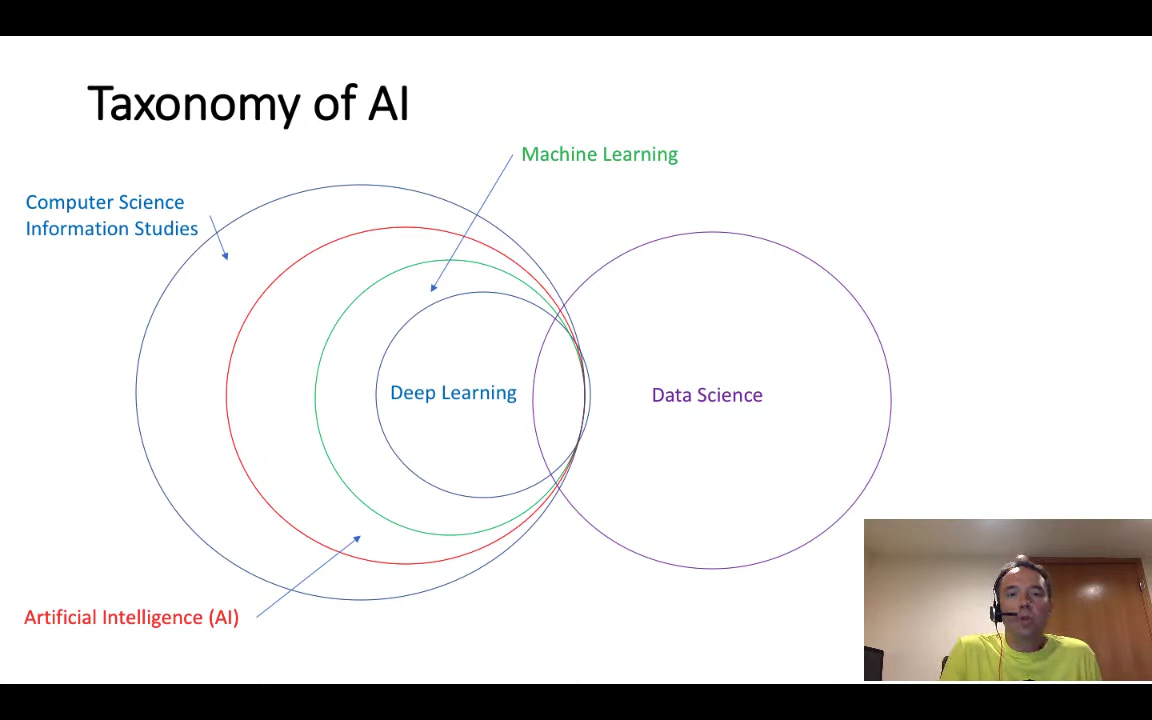 Taxonomy of AI
Machine Learning
Computer Science
Information Studies
Deep Learning
Data Science
Artificial Intelligence (AI)